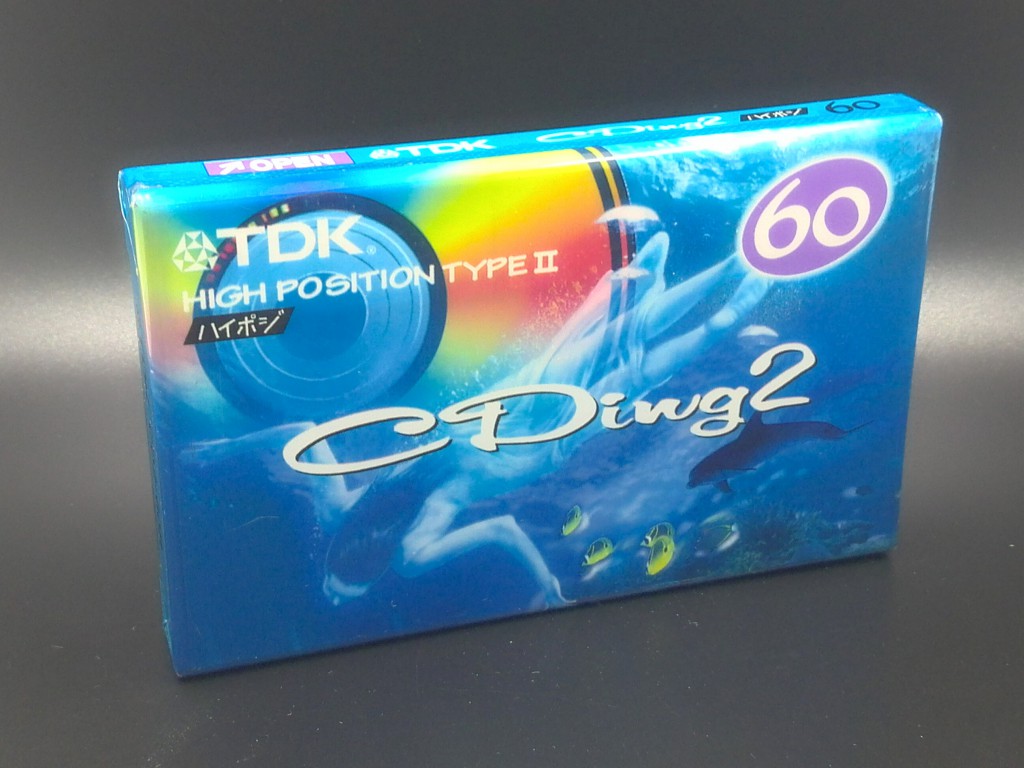 OPEN TDK CDing2 ハイポジ 60
TDK®
60
HIGH POSITION TYPE II
ハイポジ
CDing2